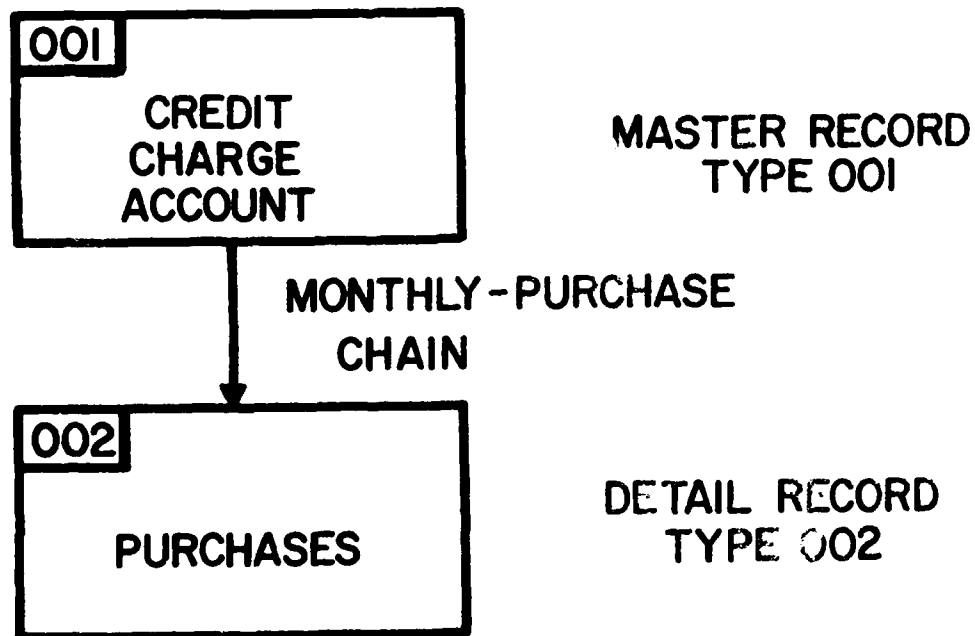 001
CREDIT
CHARGE
ACCOUNT
MASTER RECORD
TYPE 001
MONTHLY-PURCHASE
CHAIN
002
PURCHASES
DETAIL RECORD
TYPE 002